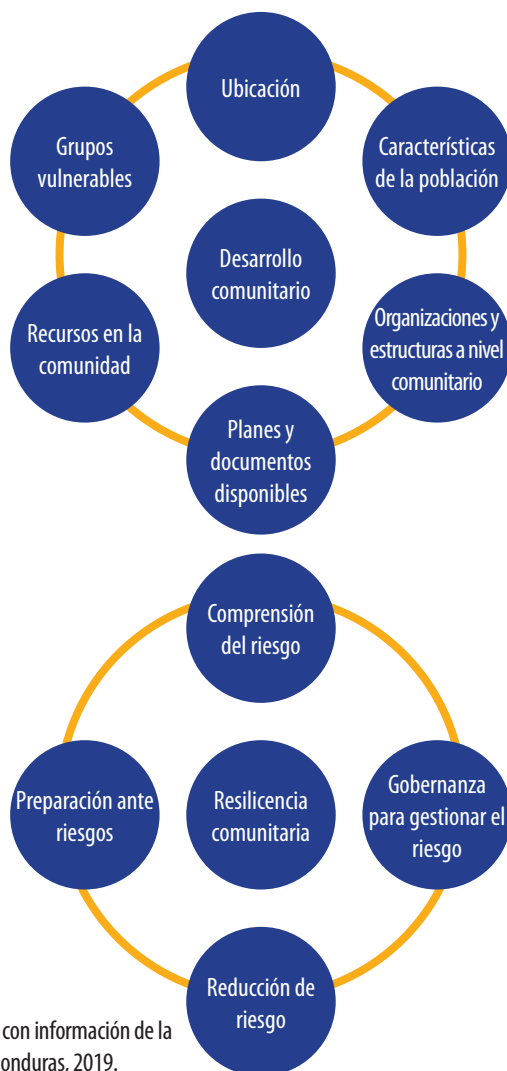 Ubicación
Grupos
vulnerables
Características
de la población
Desarrollo
comunitario
Recursos en la
comunidad
Organizaciones y
estructuras a nivel
comunitario
Planes y
documentos
disponibles
Comprensión
del riesgo
Preparación ante
riesgos
Resilicencia
comunitaria
Gobernanza
para gestionar el
riesgo
Reducción de
riesgo
con información de la
onduras, 2019.